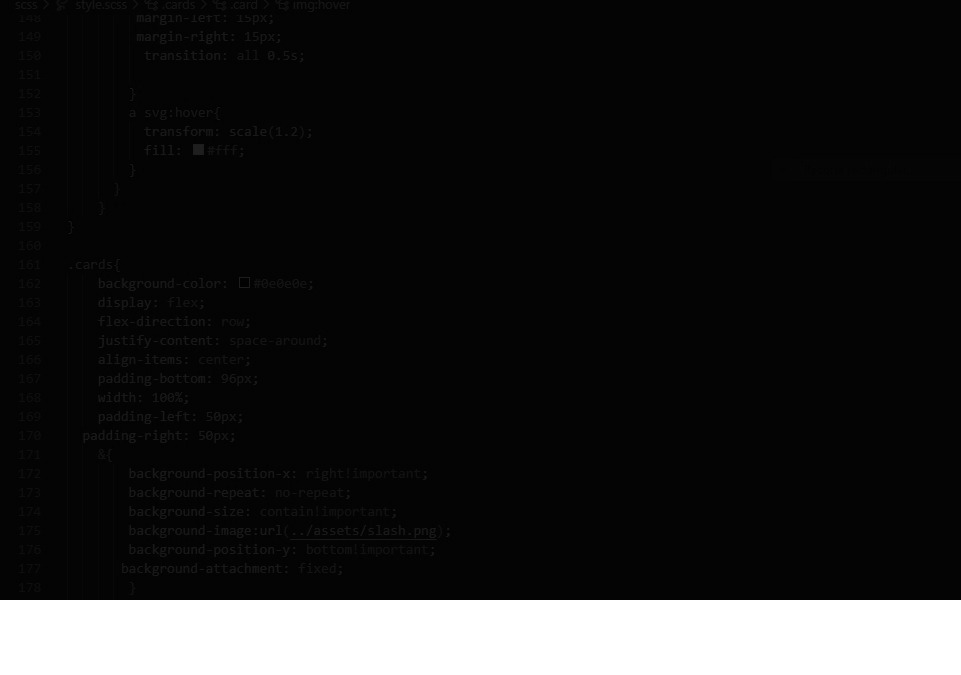 scss > style.scss > .cards > .card > img:hover
148 margin-left: 15px;
149 margin-right: 15px;
150 transition: all 0.5s;
151
152 }
153 a svg:hover{
154 transform: scale(1.2);
155 fill: #fff;
156 }
157 }
158 }
159 }
160
161 .cards{
162 background-color: #0e0e0e;
163 display: flex;
164 flex-direction: row;
165 justify-content: space-around;
166 align-items: center;
167 padding-bottom: 96px;
168 width: 100%;
169 padding-left: 50px;
170 padding-right: 50px;
171 &{
172 background-position-x: right!important;
173 background-repeat: no-repeat;
174 background-size: contain!important;
175 background-image:url(../assets/slash.png);
176 background-position-y: bottom!important;
177 background-attachment: fixed;
178 }